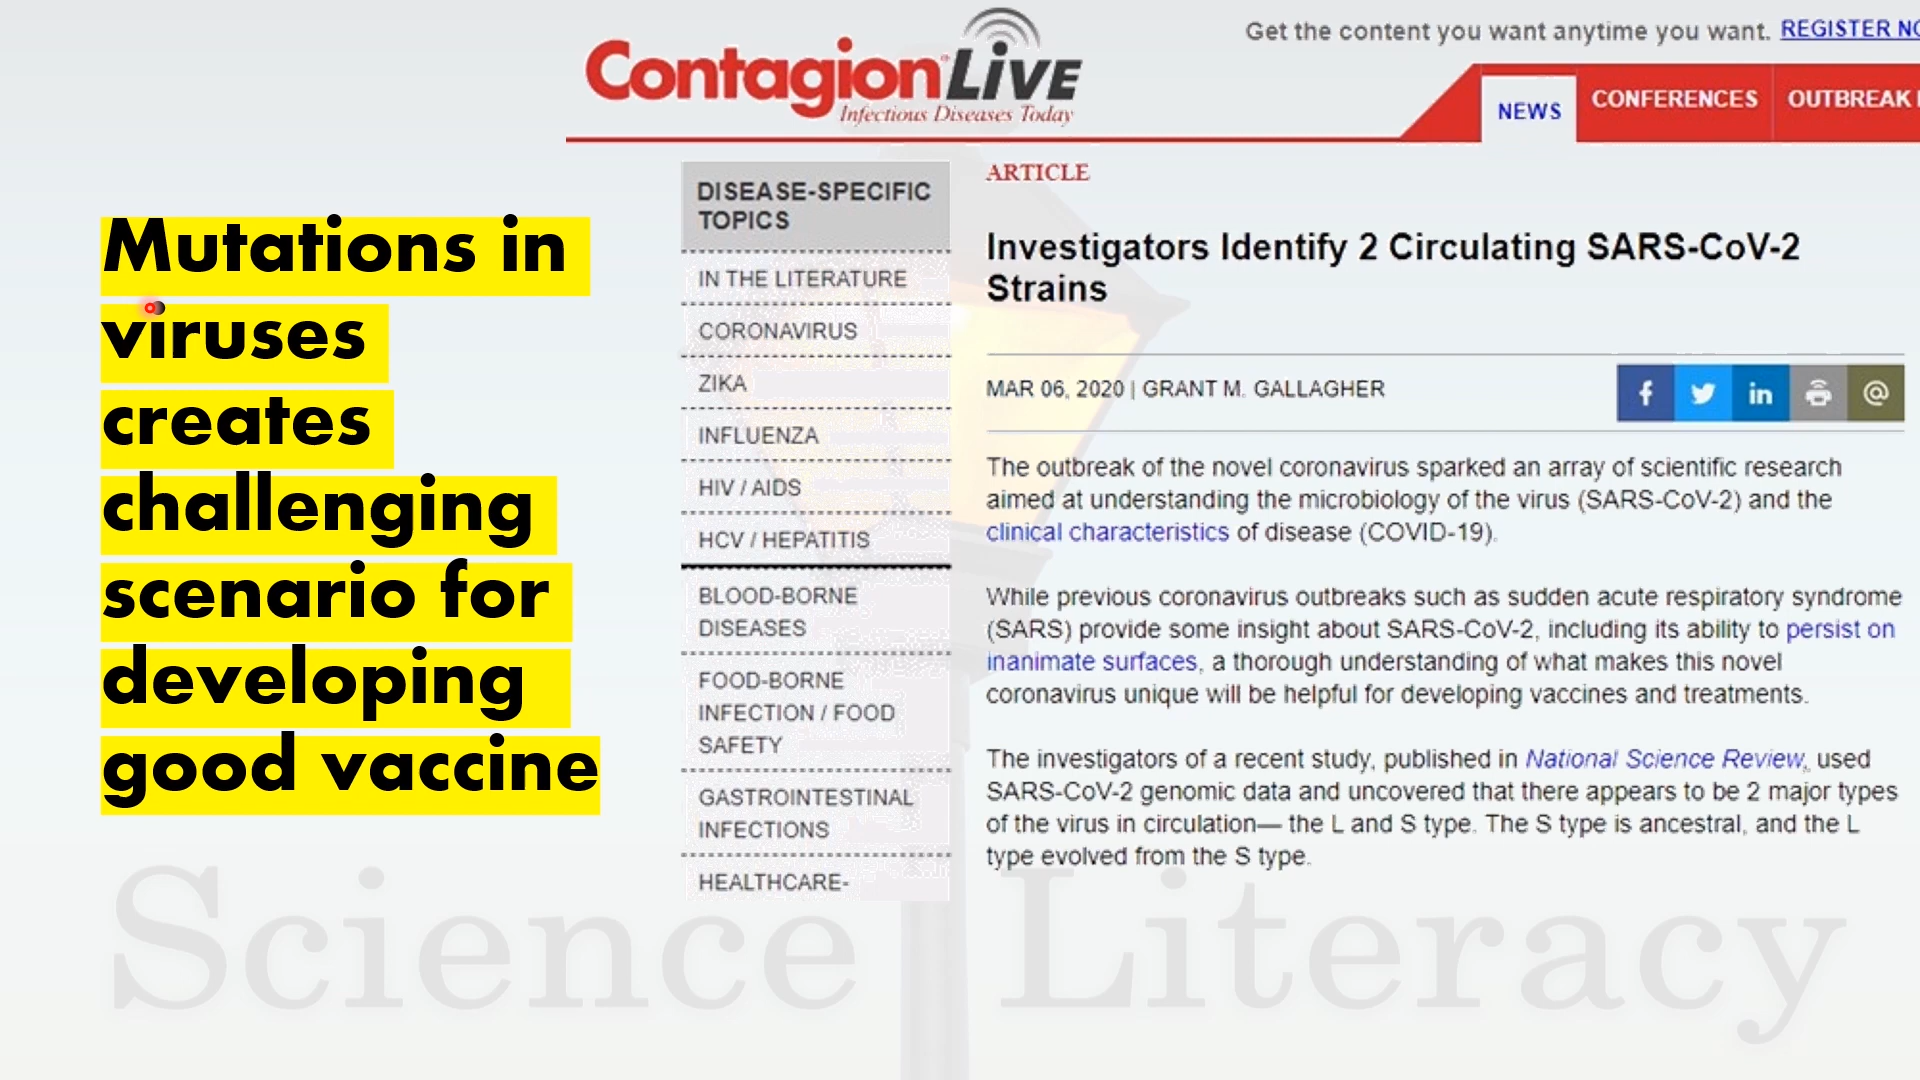 Contagion Live
Infectious Diseases Today
Get the content you want anytime you want. REGISTER
NEWS
CONFERENCES
OUTBREAK
Mutations in
viruses
creates
challenging
scenario for
developing
good vaccine
DISEASE-SPECIFIC
TOPICS
IN THE LITERATURE
CORONAVIRUS
ZIKA
INFLUENZA
HIV / AIDS
HCV / HEPATITIS
BLOOD-BORNE
DISEASES
FOOD-BORNE
INFECTION / FOOD
SAFETY
GASTROINTESTINAL
INFECTIONS
HEALTHCARE-
ARTICLE
Investigators Identify 2 Circulating SARS-CoV-2
Strains
MAR 06, 2020 | GRANT M. GALLAGHER
The outbreak of the novel coronavirus sparked an array of scientific research
aimed at understanding the microbiology of the virus (SARS-CoV-2) and the
clinical characteristics of disease (COVID-19).
While previous coronavirus outbreaks such as sudden acute respiratory syndrome
(SARS) provide some insight about SARS-CoV-2, including its ability to persist on
inanimate surfaces, a thorough understanding of what makes this novel
coronavirus unique will be helpful for developing vaccines and treatments.
The investigators of a recent study, published in National Science Review, used
SARS-CoV-2 genomic data and uncovered that there appears to be 2 major types
of the virus in circulation— the L and S type. The S type is ancestral, and the L
type evolved from the S type.
Science Literacy